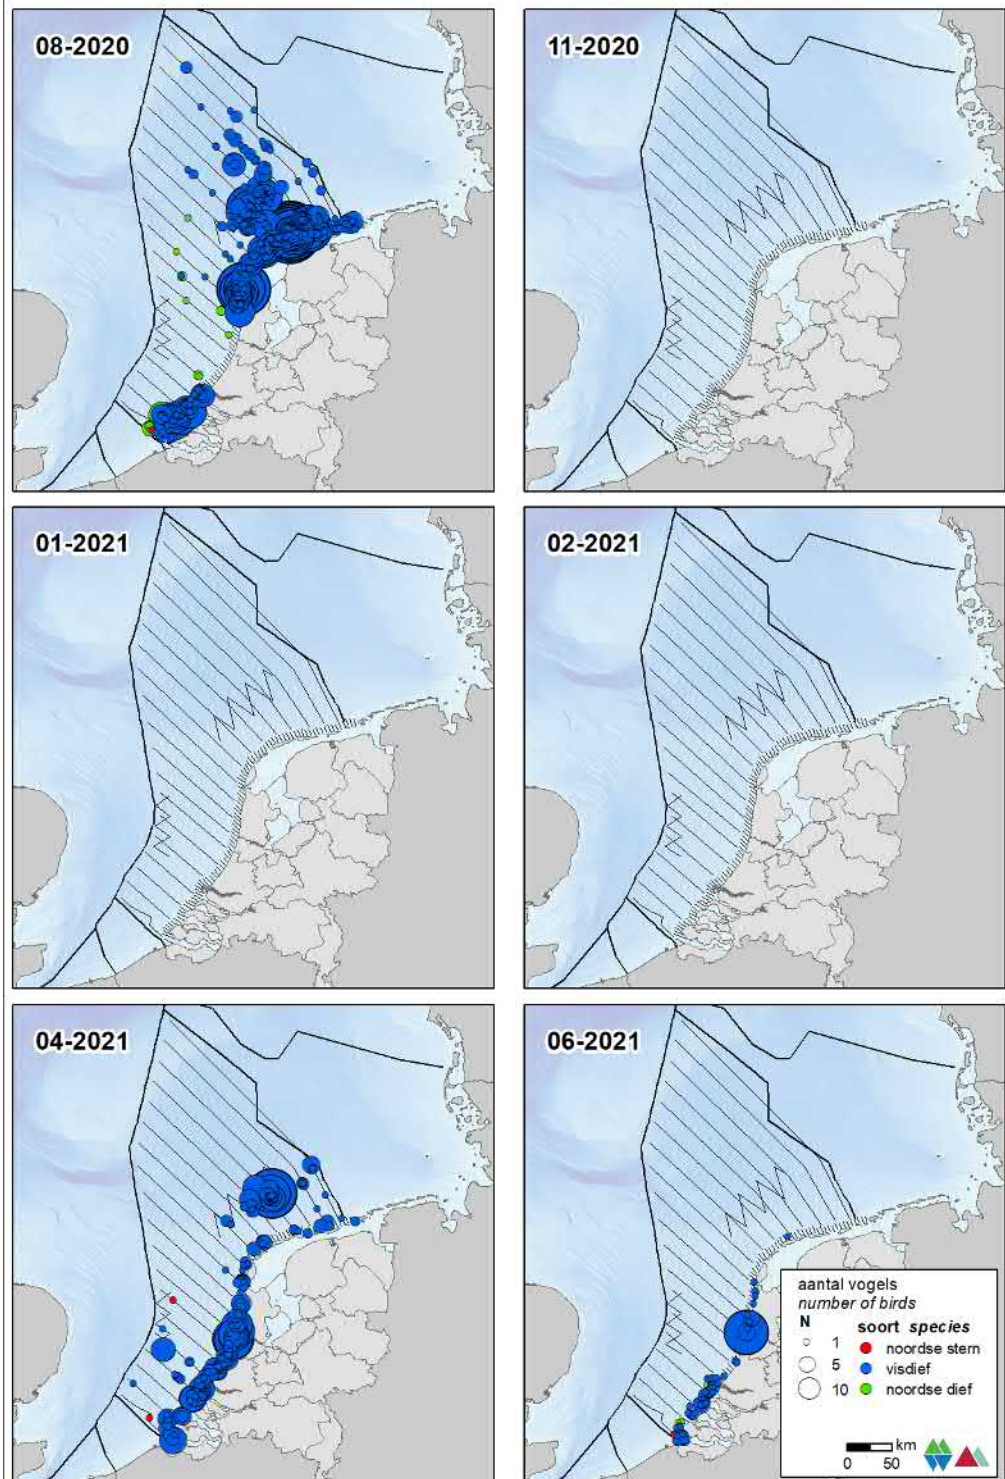 08-2020
11-2020
01-2021
02-2021
04-2021
06-2021
aantal vogels
number of birds
N
soort species
1
noordse stern
5
visdief
10
noordse dief
km
0 50